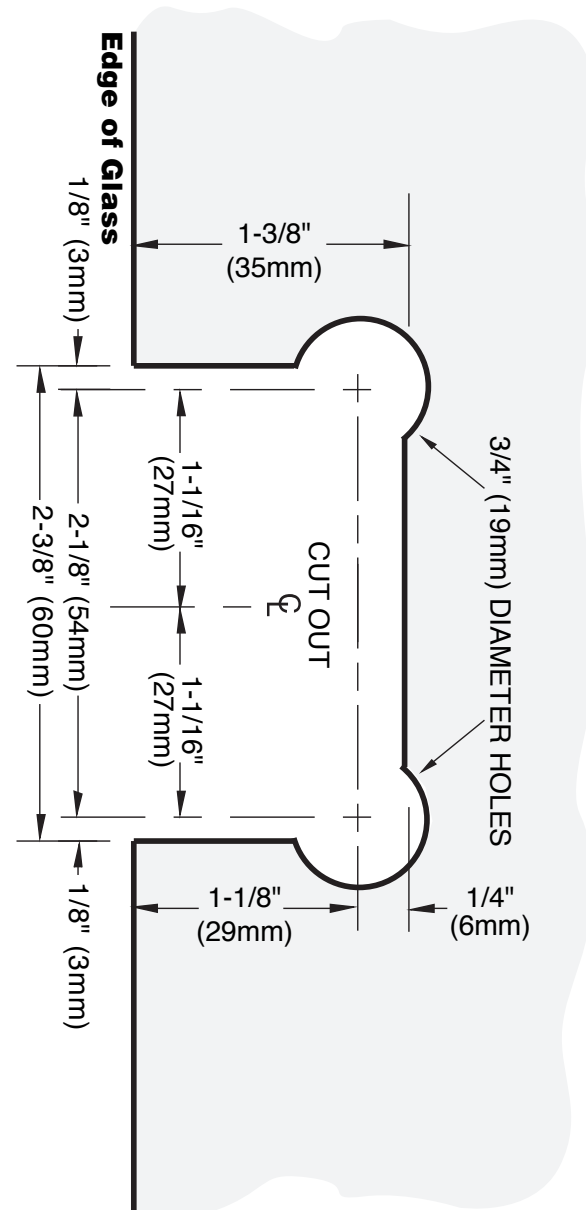 Edge of Glass
1/8" (3mm)
1-3/8"
(35mm)
3/4" (19mm) DIAMETER HOLES
1-1/16"
(27mm)
CUT OUT
CL
2-1/8" (54mm)
2-3/8" (60mm)
1-1/16"
(27mm)
1-1/8"
(29mm)
1/4"
(6mm)
1/8" (3mm)